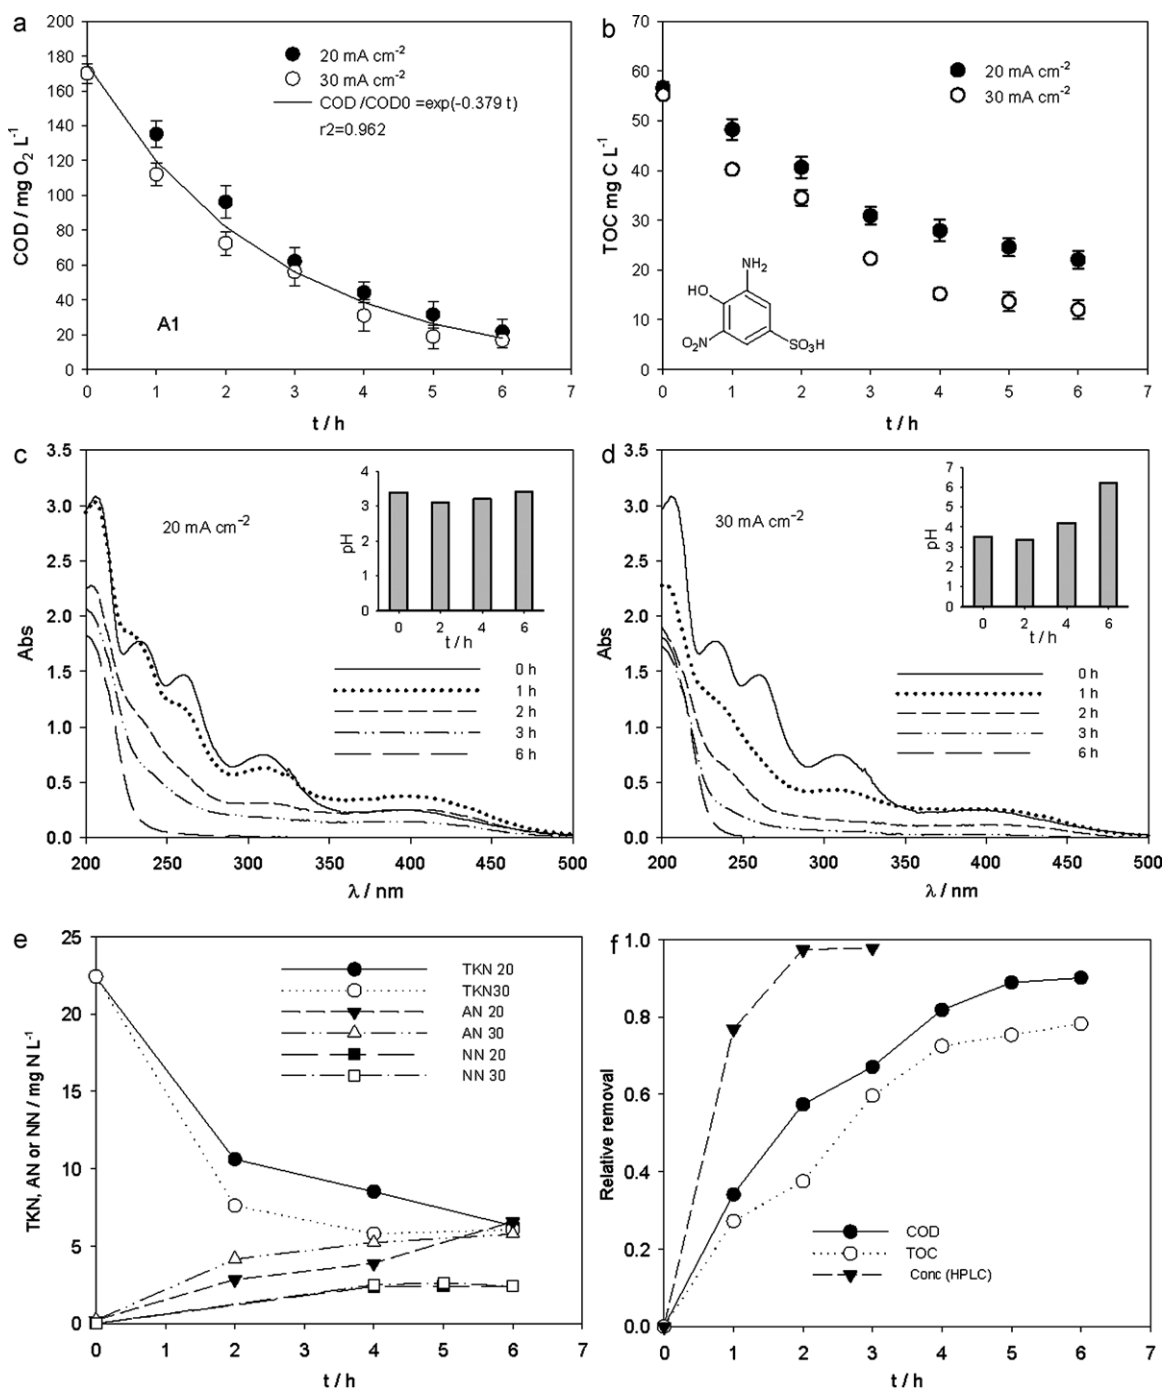 a
200
180
160
140
120
100
80
60
40
20
0
COD / mg O₂ L⁻¹
20 mA cm⁻²
30 mA cm⁻²
COD /COD0 =exp(-0.379 t)
r2=0.962
A1
0 1 2 3 4 5 6 7
t / h
b
70
60
50
40
30
20
10
0
TOC mg C L⁻¹
20 mA cm⁻²
30 mA cm⁻²
NH₂
HO
O₂N
SO₃H
0 1 2 3 4 5 6 7
t / h
c
3.5
3.0
2.5
2.0
1.5
1.0
0.5
0.0
Abs
20 mA cm⁻²
4
3
2
1
0
pH
0 2 4 6
t / h
0 h
1 h
2 h
3 h
6 h
200 250 300 350 400 450 500
λ / nm
d
3.5
3.0
2.5
2.0
1.5
1.0
0.5
0.0
Abs
30 mA cm⁻²
7
6
5
4
3
2
1
0
pH
0 2 4 6
t / h
0 h
1 h
2 h
3 h
6 h
200 250 300 350 400 450 500
λ / nm
e
25
20
15
10
5
0
TKN, AN or NN / mg N L⁻¹
TKN 20
TKN30
AN 20
AN 30
NN 20
NN 30
0 1 2 3 4 5 6 7
t / h
f
1.0
0.8
0.6
0.4
0.2
0.0
Relative removal
COD
TOC
Conc (HPLC)
0 1 2 3 4 5 6 7
t / h